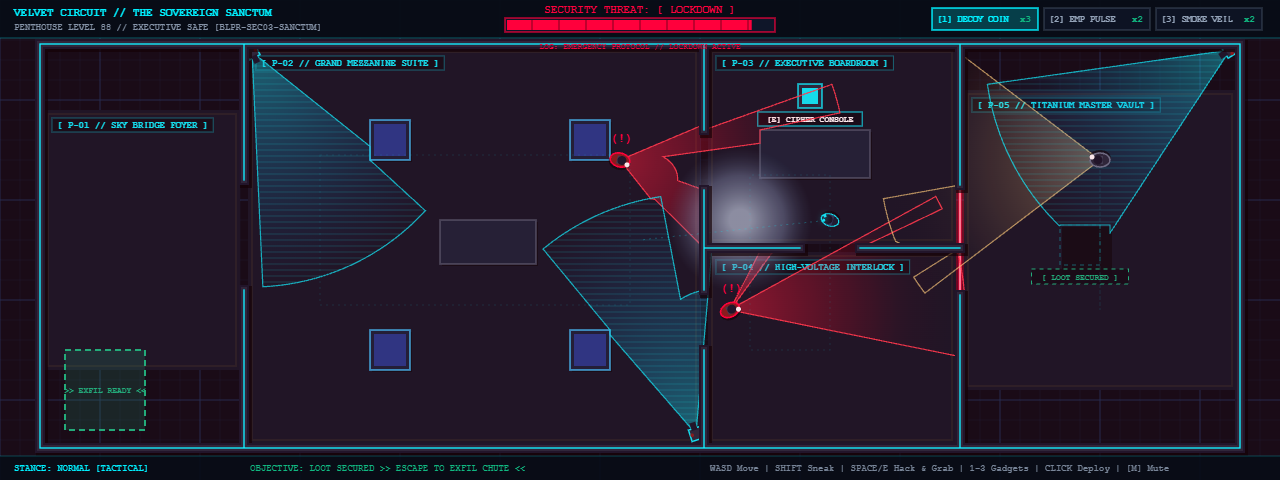 VELVET CIRCUIT // THE SOVEREIGN SANCTUM
PENTHOUSE LEVEL 88 // EXECUTIVE SAFE [BLPR-SEC03-SANCTUM]
SECURITY THREAT: [ LOCKDOWN ]
[1] DECOY COIN x3
[2] EMP PULSE x2
[3] SMOKE VEIL x2
[ P-01 // SKY BRIDGE FOYER ]
[ P-02 // GRAND MEZZANINE SUITE ]
[ P-03 // EXECUTIVE BOARDROOM ]
[E] CIPHER CONSOLE
[ P-04 // HIGH-VOLTAGE INTERLOCK ]
[ P-05 // TITANIUM MASTER VAULT ]
(!)
(!)
[ LOOT SECURED ]
>> EXFIL READY <<
STANCE: NORMAL [TACTICAL]
OBJECTIVE: LOOT SECURED >> ESCAPE TO EXFIL CHUTE <<
WASD Move | SHIFT Sneak | SPACE/E Hack & Grab | 1-3 Gadgets | CLICK Deploy | [M] Mute